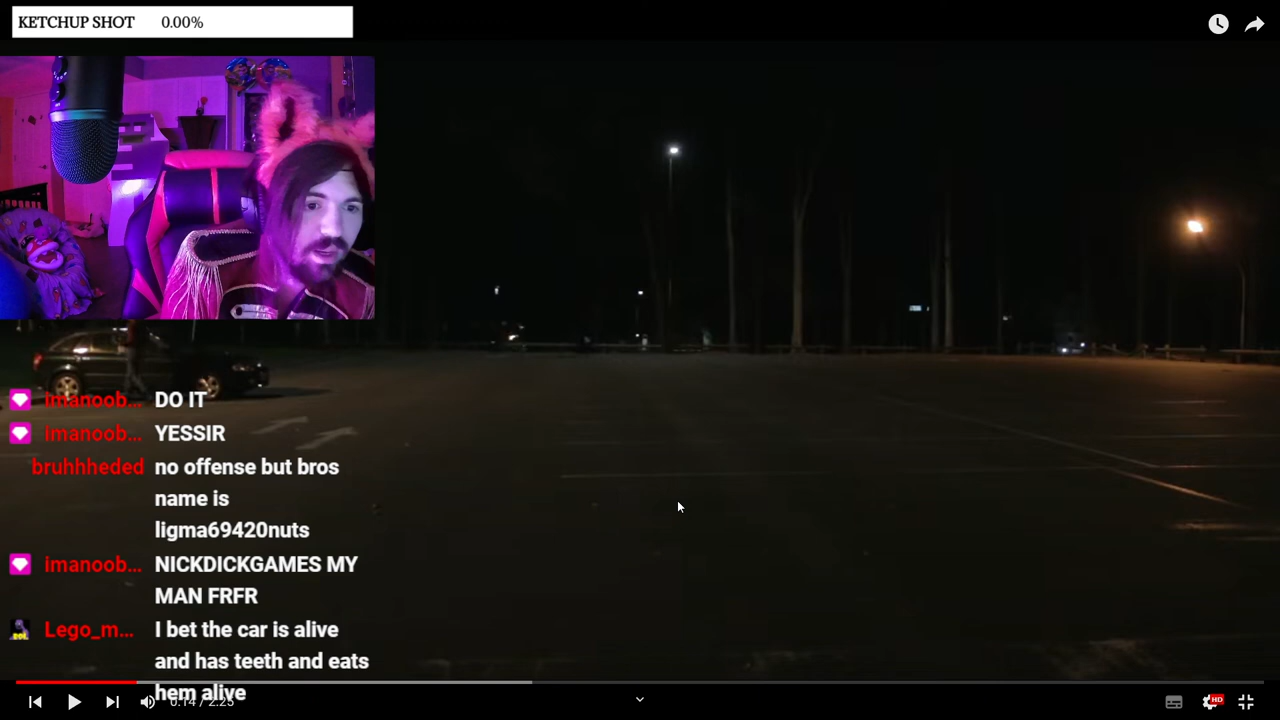 KETCHUP SHOT 0.00%
imanoob... DO IT
imanoob... YESSIR
bruhhheded no offense but bros
name is
ligma69420nuts
imanoob... NICKDICKGAMES MY
MAN FRFR
Lego_m... I bet the car is alive
and has teeth and eats
hem alive
0:14 / 2:25
HD